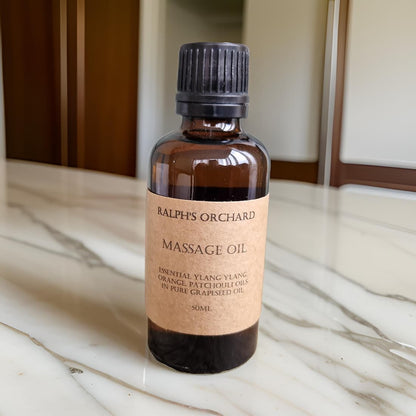 RALPH'S ORCHARD
MASSAGE OIL
ESSENTIAL YLANG YLANG,
ORANGE, PATCHOULI OILS
IN PURE GRAPESEED OIL
50ML